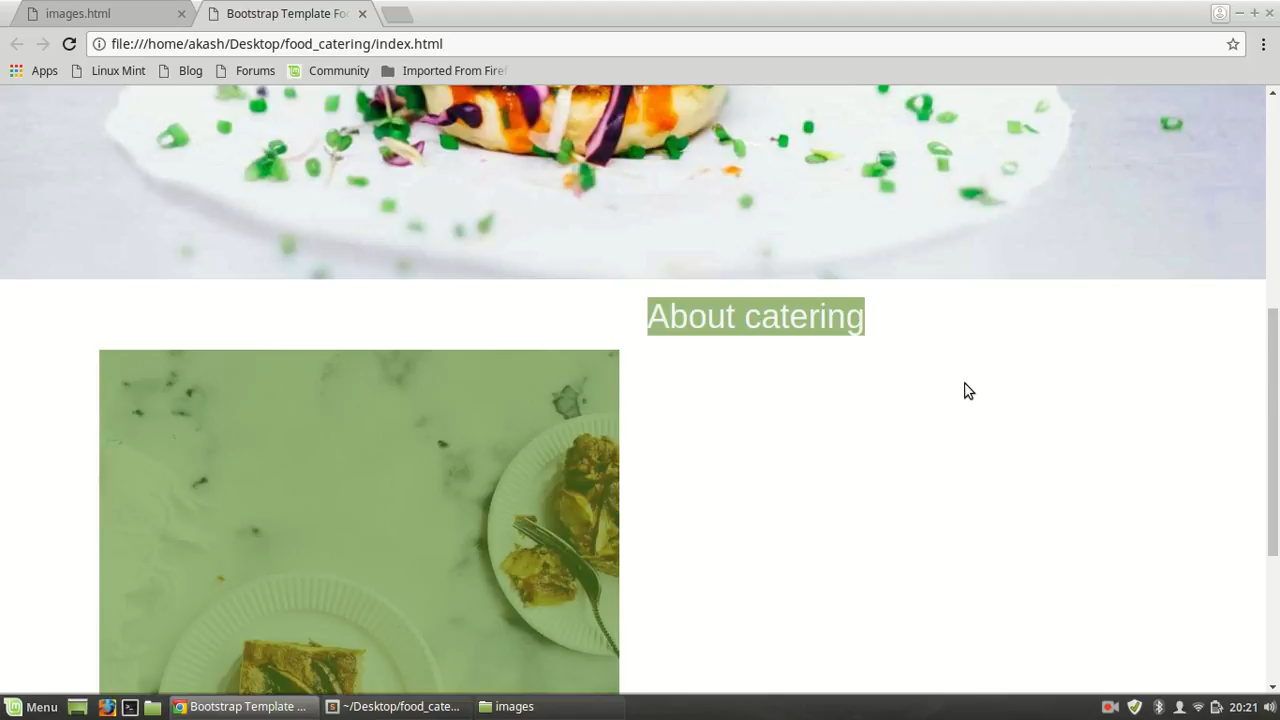 images.html
Bootstrap Template Fo
file:///home/akash/Desktop/food_catering/index.html
Apps
Linux Mint
Blog
Forums
Community
Imported From Firef
About catering
Menu
Bootstrap Template ...
~/Desktop/food_cate...
images
20:21